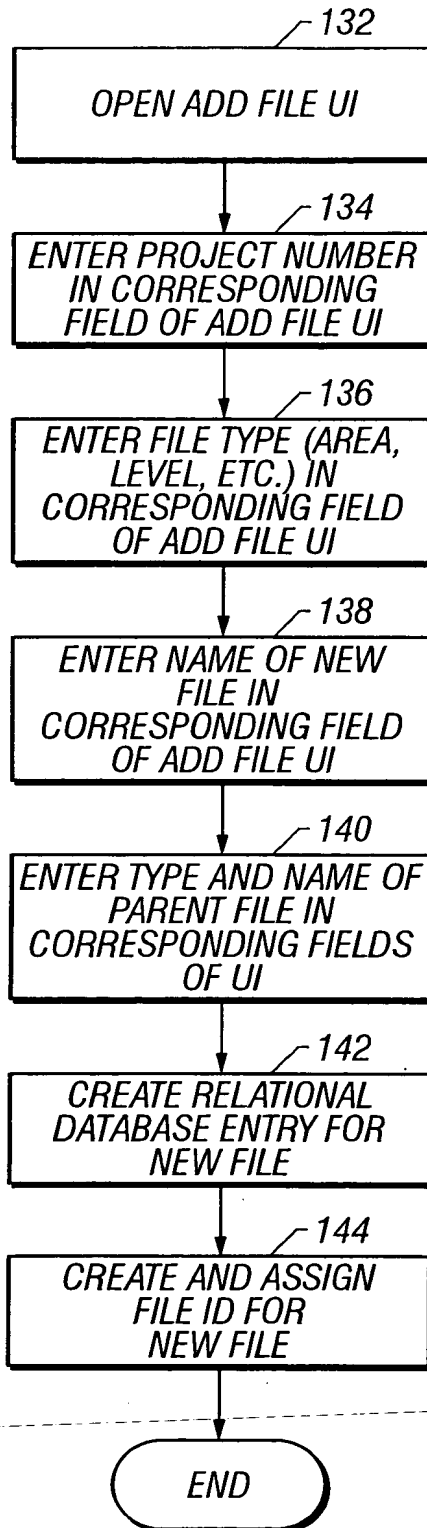 132
OPEN ADD FILE UI
134
ENTER PROJECT NUMBER
IN CORRESPONDING
FIELD OF ADD FILE UI
136
ENTER FILE TYPE (AREA,
LEVEL, ETC.) IN
CORRESPONDING FIELD
OF ADD FILE UI
138
ENTER NAME OF NEW
FILE IN
CORRESPONDING FIELD
OF ADD FILE UI
140
ENTER TYPE AND NAME OF
PARENT FILE IN
CORRESPONDING FIELDS
OF UI
142
CREATE RELATIONAL
DATABASE ENTRY FOR
NEW FILE
144
CREATE AND ASSIGN
FILE ID FOR
NEW FILE
END